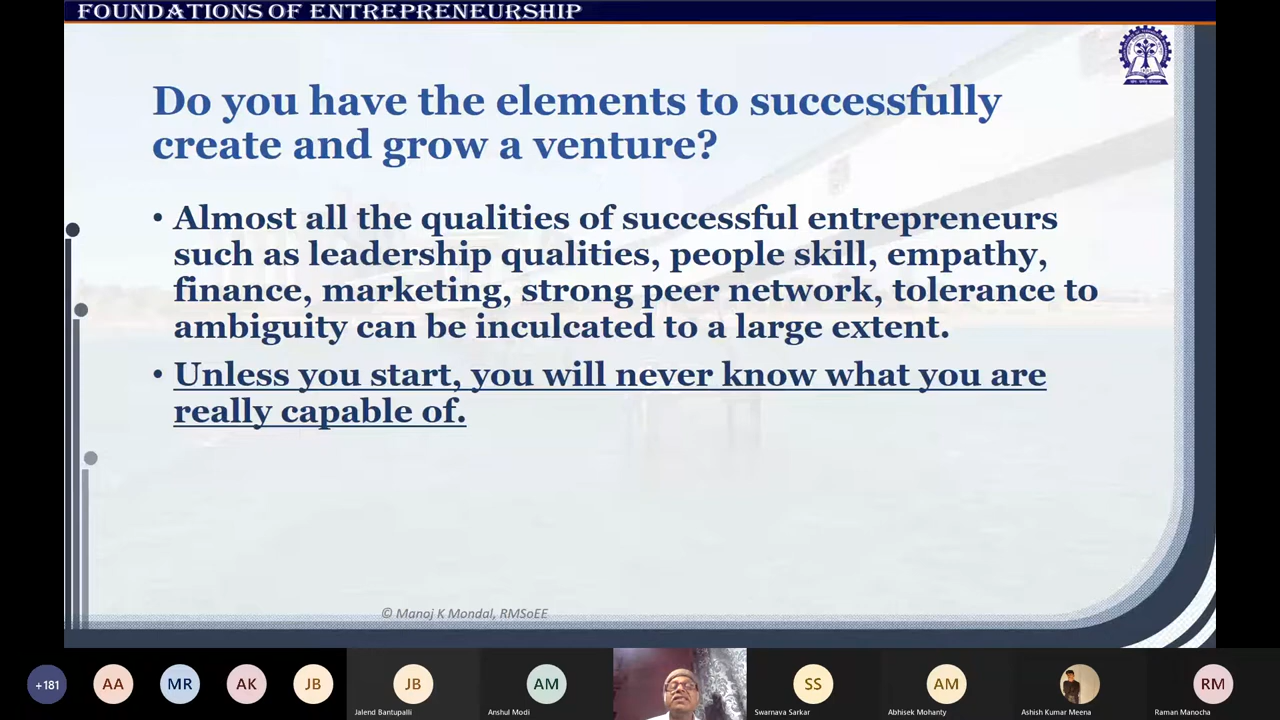 FOUNDATIONS OF ENTREPRENEURSHIP
Do you have the elements to successfully
create and grow a venture?
• Almost all the qualities of successful entrepreneurs
such as leadership qualities, people skill, empathy,
finance, marketing, strong peer network, tolerance to
ambiguity can be inculcated to a large extent.
• Unless you start, you will never know what you are
really capable of.
© Manoj K Mondal, RMSoEE
+181
AA
MR
AK
JB
JB
AM
SS
AM
RM
Jalend Bantupalli
Anshul Modi
Swarnava Sarkar
Abhisek Mohanty
Ashish Kumar Meena
Raman Manocha